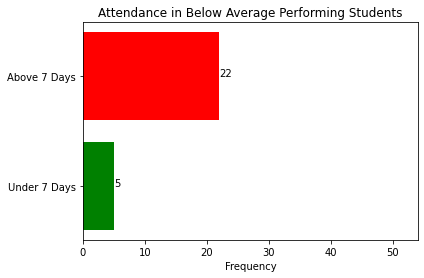 Attendance in Below Average Performing Students
Above 7 Days
22
Under 7 Days
5
0 10 20 30 40 50
Frequency